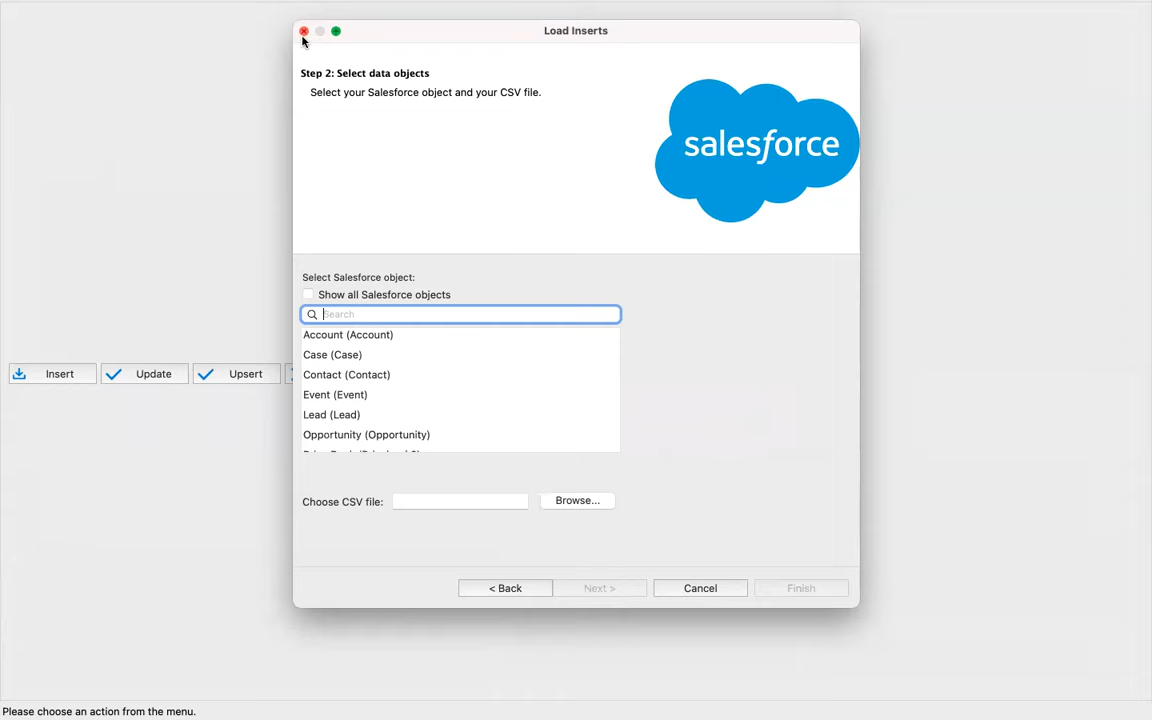 Load Inserts
Step 2: Select data objects
Select your Salesforce object and your CSV file.
salesforce
Select Salesforce object:
Show all Salesforce objects
Search
Account (Account)
Case (Case)
Contact (Contact)
Event (Event)
Lead (Lead)
Opportunity (Opportunity)
Insert Update Upsert
Choose CSV file: Browse...
< Back Next > Cancel Finish
Please choose an action from the menu.